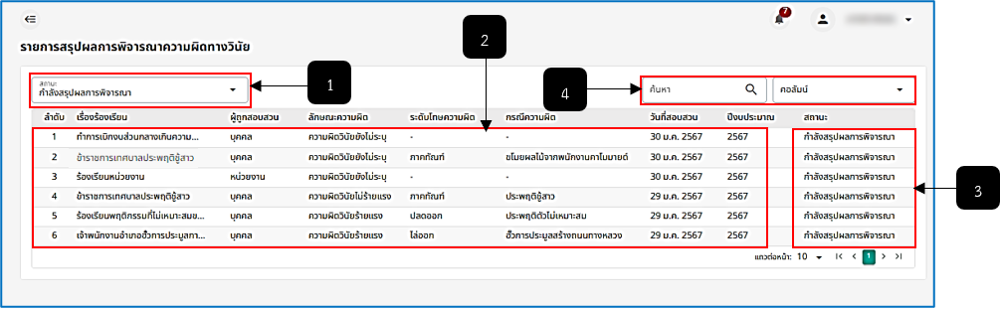 7
รายการสรุปผลการพิจารณาความผิดทางวินัย
2
1
4
3
สถานะ
กำลังสรุปผลการพิจารณา
ค้นหา
คอลัมน์
ลำดับ เรื่องร้องเรียน ผู้ถูกสอบสวน ลักษณะความผิด ระดับโทษความผิด กรณีความผิด วันที่สอบสวน ปีงบประมาณ สถานะ
1 ทำการเบิกงบส่วนกลางเกินความ... บุคคล ความผิดวินัยยังไม่ระบุ - - 30 ม.ค. 2567 2567 กำลังสรุปผลการพิจารณา
2 ข้าราชการเทศบาลประพฤติชู้สาว บุคคล ความผิดวินัยยังไม่ระบุ ภาคทัณฑ์ ขโมยผลไม้จากพนักงานคาโมมายด์ 30 ม.ค. 2567 2567 กำลังสรุปผลการพิจารณา
3 ร้องเรียนหน่วยงาน หน่วยงาน ความผิดวินัยยังไม่ระบุ - - 30 ม.ค. 2567 2567 กำลังสรุปผลการพิจารณา
4 ข้าราชการเทศบาลประพฤติชู้สาว บุคคล ความผิดวินัยไม่ร้ายแรง ภาคทัณฑ์ ประพฤติชู้สาว 29 ม.ค. 2567 2567 กำลังสรุปผลการพิจารณา
5 ร้องเรียนพฤติกรรมที่ไม่เหมาะสมข... บุคคล ความผิดวินัยร้ายแรง ปลดออก ประพฤติตัวไม่เหมาะสม 29 ม.ค. 2567 2567 กำลังสรุปผลการพิจารณา
6 เจ้าพนักงานอำเภอฮั้วการประมูลกา... บุคคล ความผิดวินัยร้ายแรง ไล่ออก ฮั้วการประมูลสร้างถนนทางหลวง 29 ม.ค. 2567 2567 กำลังสรุปผลการพิจารณา
แถวต่อหน้า: 10 1